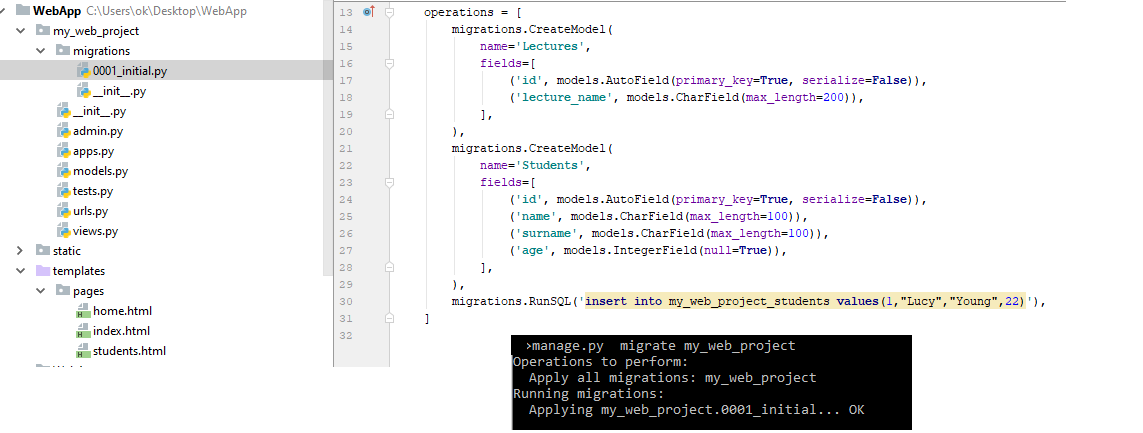 WebApp C:\Users\ok\Desktop\WebApp
my_web_project
migrations
0001_initial.py
__init__.py
__init__.py
admin.py
apps.py
models.py
tests.py
urls.py
views.py
static
templates
pages
home.html
index.html
students.html
13 operations = [
14 migrations.CreateModel(
15 name='Lectures',
16 fields=[
17 ('id', models.AutoField(primary_key=True, serialize=False)),
18 ('lecture_name', models.CharField(max_length=200)),
19 ],
20 ),
21 migrations.CreateModel(
22 name='Students',
23 fields=[
24 ('id', models.AutoField(primary_key=True, serialize=False)),
25 ('name', models.CharField(max_length=100)),
26 ('surname', models.CharField(max_length=100)),
27 ('age', models.IntegerField(null=True)),
28 ],
29 ),
30 migrations.RunSQL('insert into my_web_project_students values(1,"Lucy","Young",22)'),
31 ]
32
>manage.py  migrate my_web_project
Operations to perform:
Apply all migrations: my_web_project
Running migrations:
Applying my_web_project.0001_initial... OK